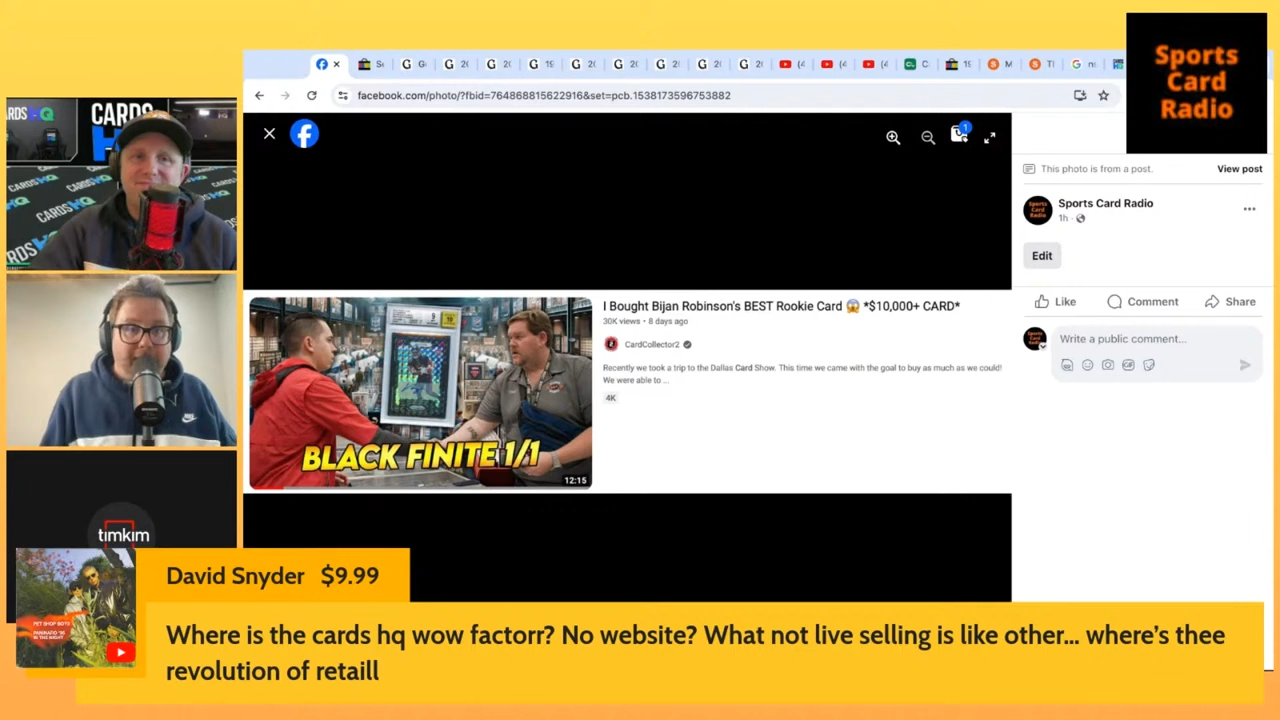 Sports
Card
Radio
facebook.com/photo/?fbid=764868815622916&set=pcb.1538173596753882
This photo is from a post.
View post
Sports Card Radio
1h
Edit
Like
Comment
Share
Write a public comment...
CARDS
HQ
CARDSHQ
I Bought Bijan Robinson's BEST Rookie Card 😱 *$10,000+ CARD*
30K views • 8 days ago
CardCollector2
Recently we took a trip to the Dallas Card Show. This time we came with the goal to buy as much as we could!
We were able to ...
4K
BLACK FINITE 1/1
12:15
timkim
David Snyder $9.99
Where is the cards hq wow factorr? No website? What not live selling is like other... where's thee
revolution of retaill
PET SHOP BOYS